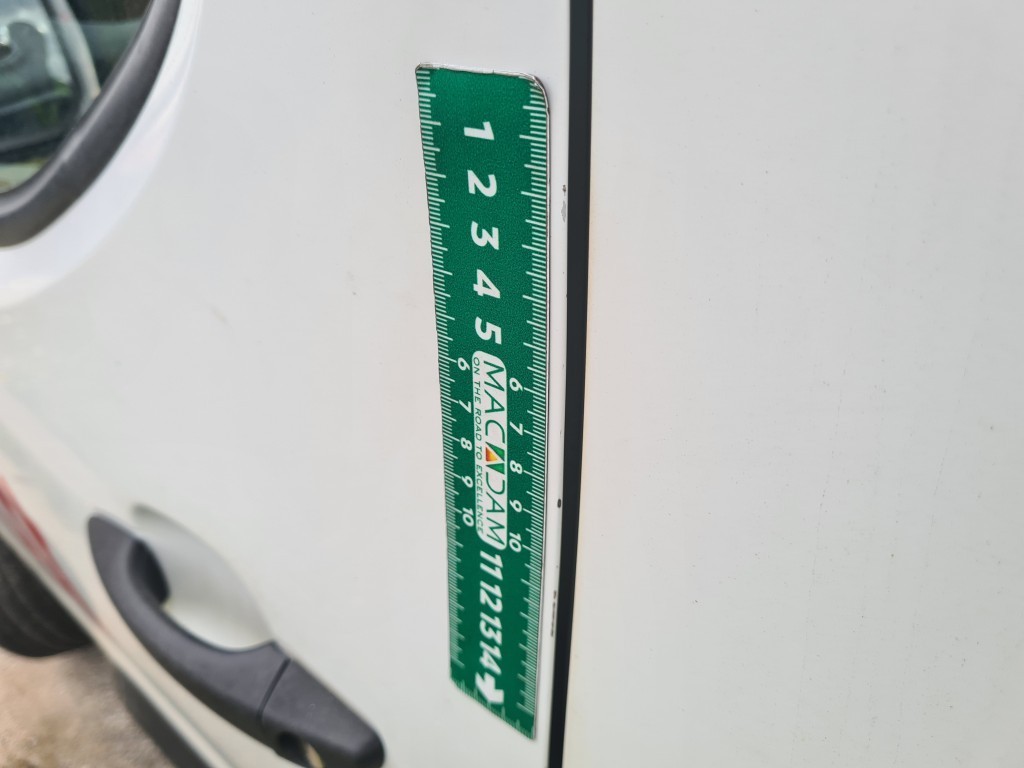 1 2 3 4 5
6 7 8 9 10
MACADAM
ON THE ROAD TO EXCELLENCE
6 7 8 9 10
11 12 13 14